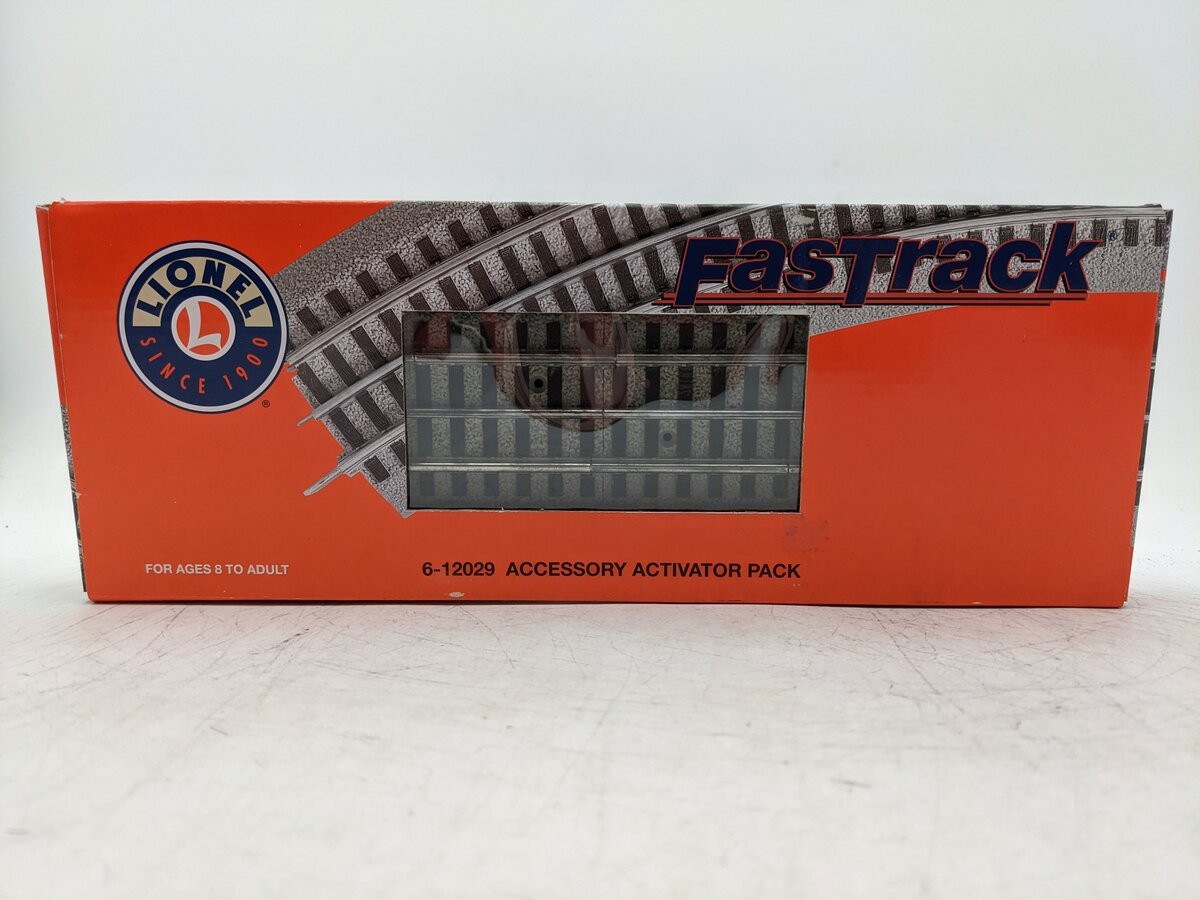 LIONEL
L
SINCE 1900
®
FasTrack®
FOR AGES 8 TO ADULT
6-12029 ACCESSORY ACTIVATOR PACK